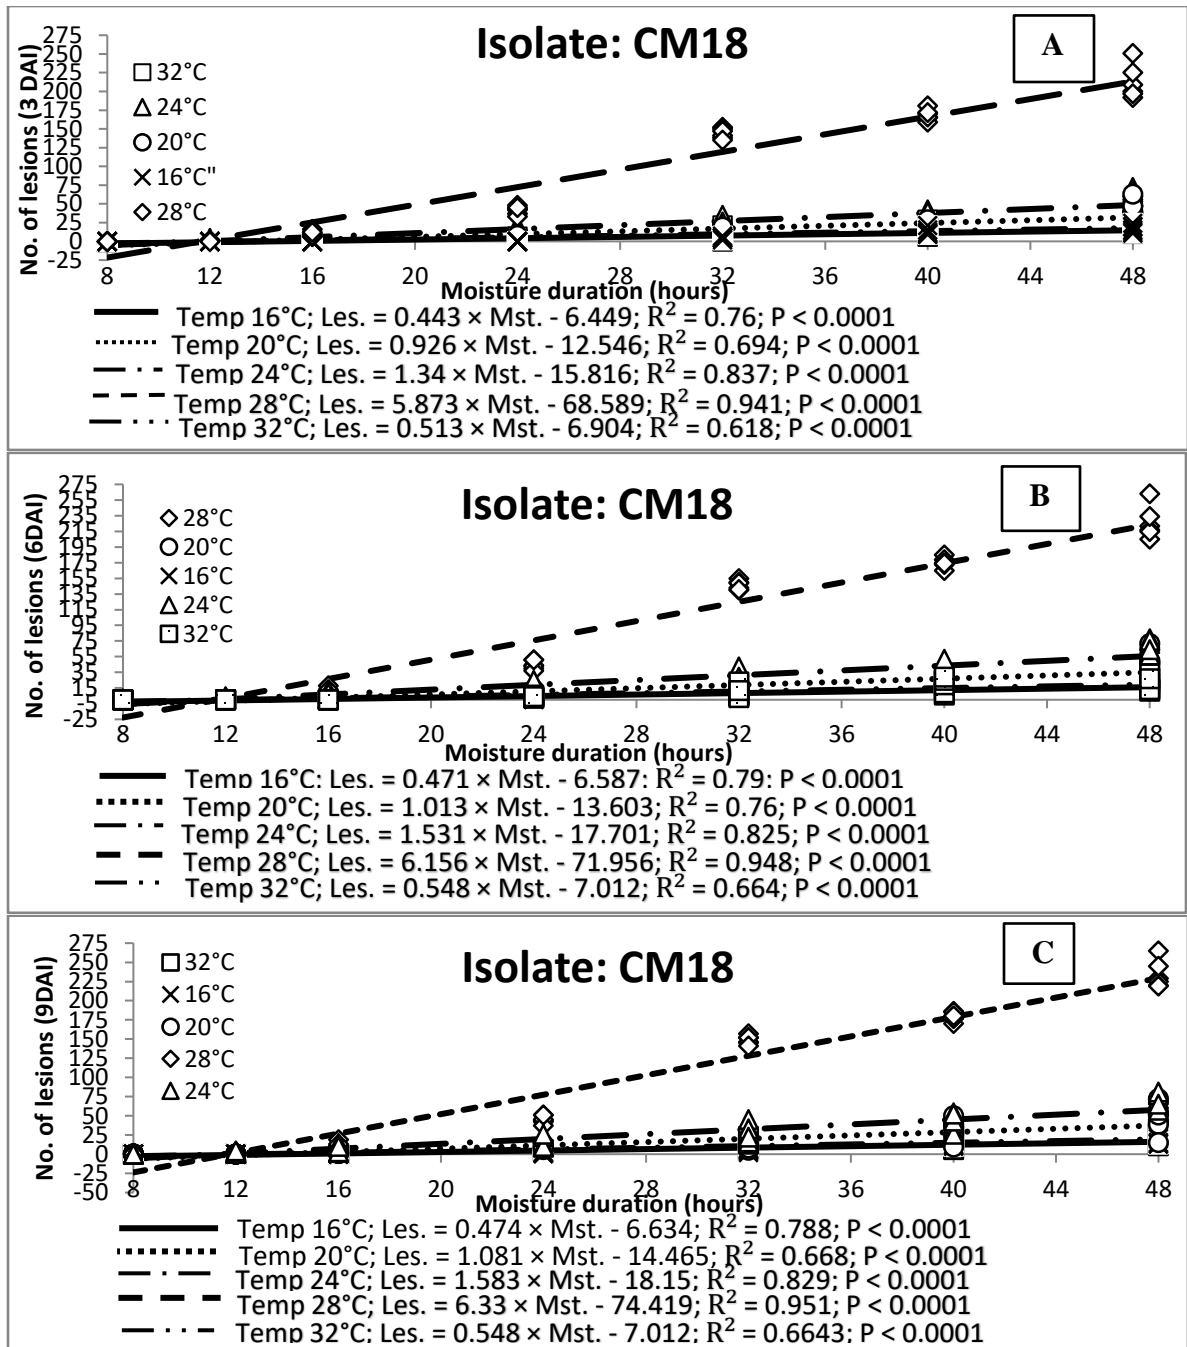 Isolate: CM18
A
No. of lesions (3 DAI)
275
250
225
200
175
150
125
100
75
50
25
0
-25
32°C
24°C
20°C
16°C"
28°C
8 12 16 20 24 28 32 36 40 44 48
Moisture duration (hours)
Temp 16°C; Les. = 0.443 × Mst. - 6.449; R² = 0.76; P < 0.0001
Temp 20°C; Les. = 0.926 × Mst. - 12.546; R² = 0.694; P < 0.0001
Temp 24°C; Les. = 1.34 × Mst. - 15.816; R² = 0.837; P < 0.0001
Temp 28°C; Les. = 5.873 × Mst. - 68.589; R² = 0.941; P < 0.0001
Temp 32°C; Les. = 0.513 × Mst. - 6.904; R² = 0.618; P < 0.0001
Isolate: CM18
B
No. of lesions (6DAI)
275
255
235
215
195
175
155
135
115
95
75
55
35
15
-5
-25
28°C
20°C
16°C
24°C
32°C
8 12 16 20 24 28 32 36 40 44 48
Moisture duration (hours)
Temp 16°C: Les. = 0.471 × Mst. - 6.587: R² = 0.79: P < 0.0001
Temp 20°C; Les. = 1.013 × Mst. - 13.603; R² = 0.76; P < 0.0001
Temp 24°C; Les. = 1.531 × Mst. - 17.701; R² = 0.825; P < 0.0001
Temp 28°C; Les. = 6.156 × Mst. - 71.956; R² = 0.948; P < 0.0001
Temp 32°C; Les. = 0.548 × Mst. - 7.012; R² = 0.664; P < 0.0001
Isolate: CM18
C
No. of lesions (9DAI)
275
250
225
200
175
150
125
100
75
50
25
0
-25
-50
32°C
16°C
20°C
28°C
24°C
8 12 16 20 24 28 32 36 40 44 48
Moisture duration (hours)
Temp 16°C; Les. = 0.474 × Mst. - 6.634; R² = 0.788; P < 0.0001
Temp 20°C; Les. = 1.081 × Mst. - 14.465; R² = 0.668; P < 0.0001
Temp 24°C; Les. = 1.583 × Mst. - 18.15; R² = 0.829; P < 0.0001
Temp 28°C; Les. = 6.33 × Mst. - 74.419; R² = 0.951; P < 0.0001
Temp 32°C; Les. = 0.548 × Mst. - 7.012; R² = 0.6643; P < 0.0001